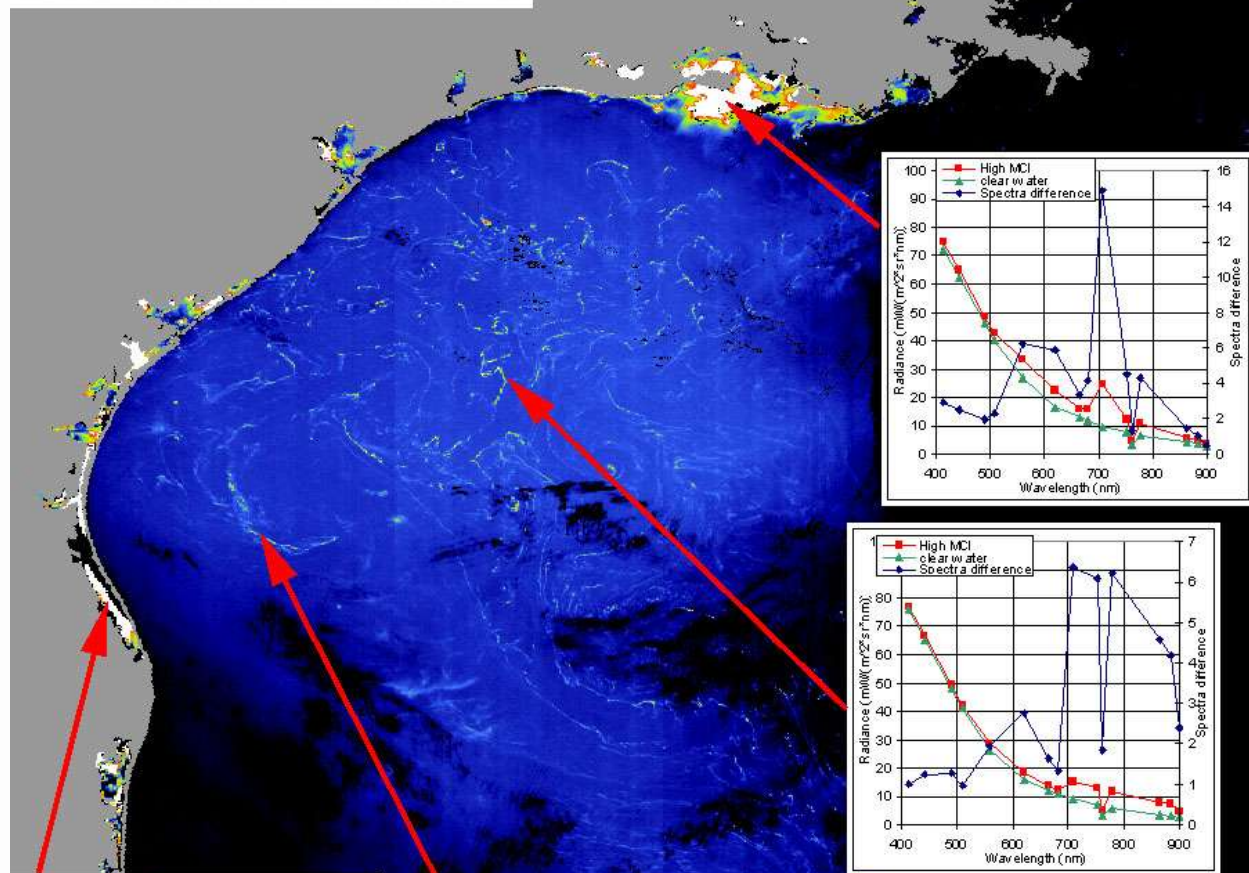 High MCI
clear water
Spectra difference
100
90
80
70
60
50
40
30
20
10
0
16
14
12
10
8
6
4
2
0
Radiance (mW/(m^2*sr*nm))
Spectra difference
400 500 600 700 800 900
Wavelength (nm)
High MCI
clear water
Spectra difference
80
70
60
50
40
30
20
10
0
7
6
5
4
3
2
1
0
Radiance (mW/(m^2*sr*nm))
Spectra difference
400 500 600 700 800 900
Wavelength (nm)